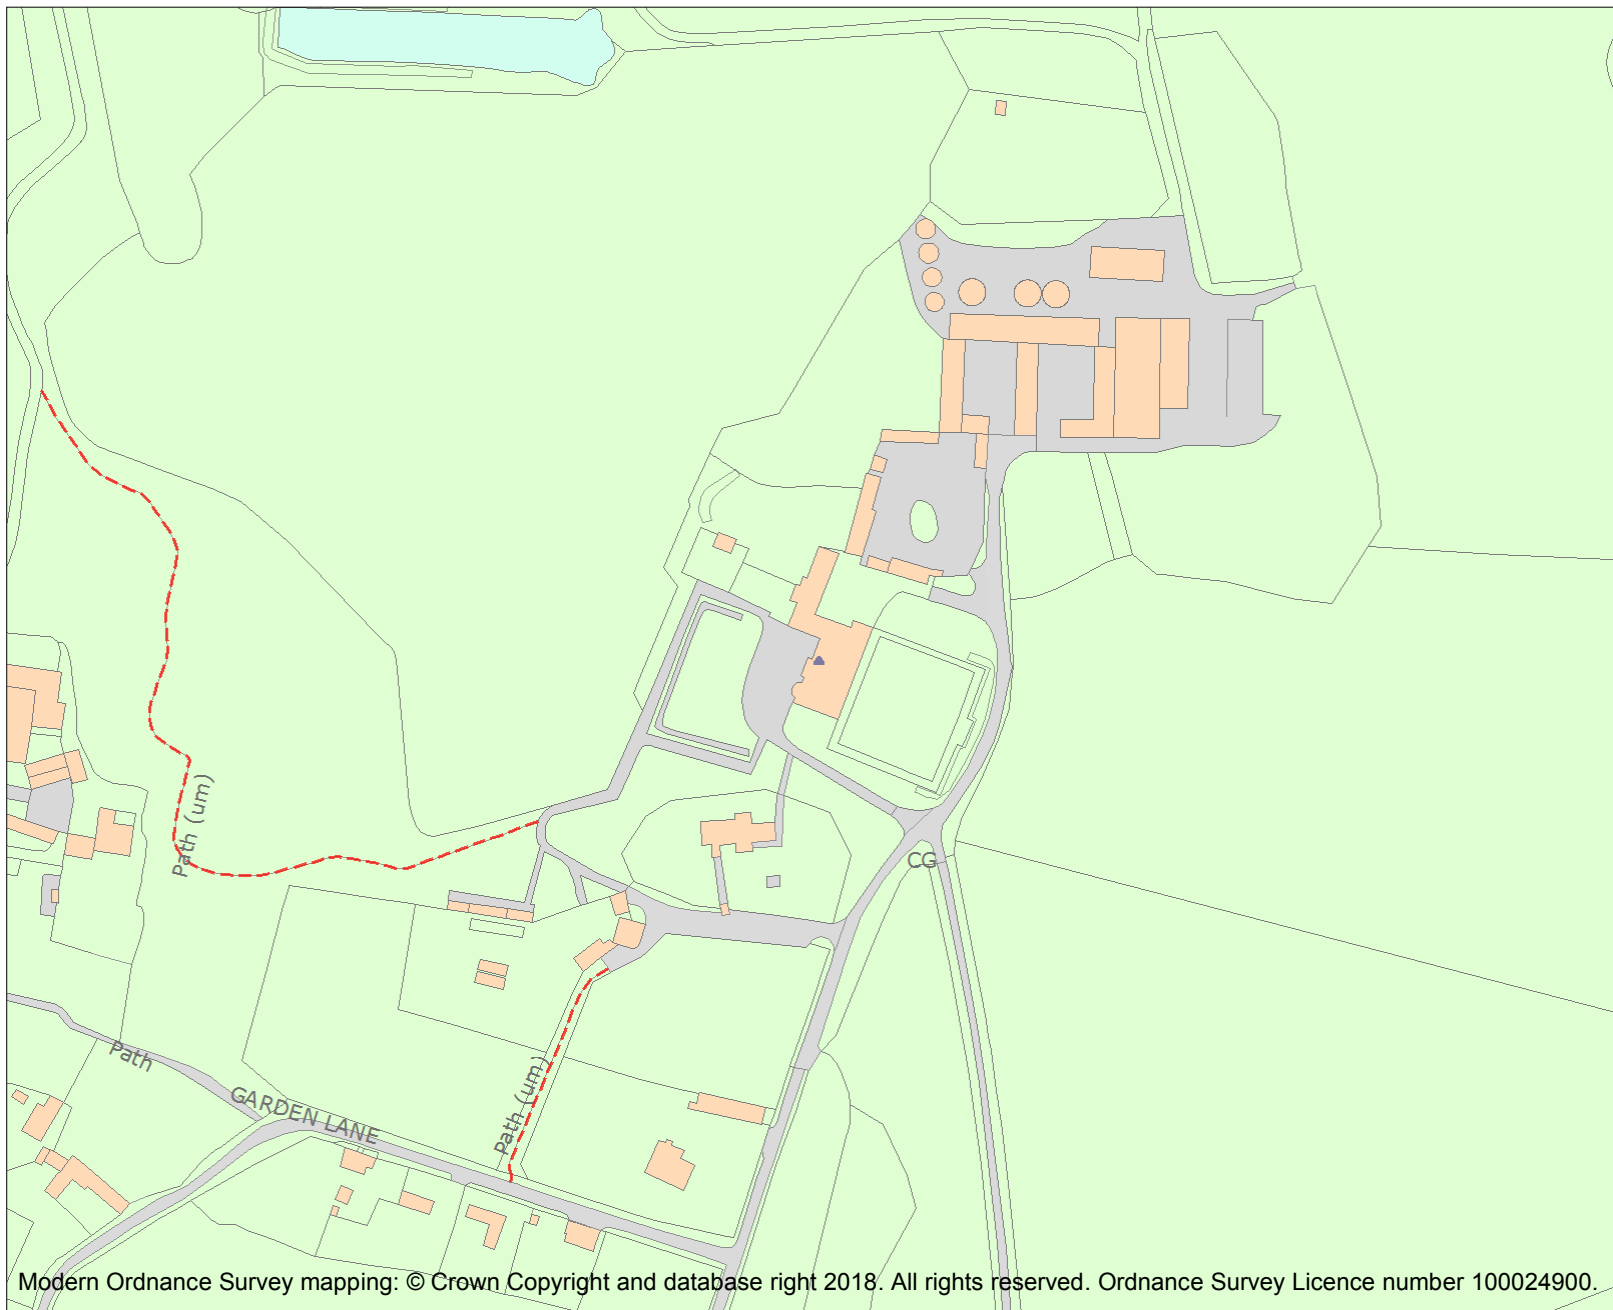 Path (um)
CG
Path
GARDEN LANE
Path (um)
Modern Ordnance Survey mapping: © Crown Copyright and database right 2018. All rights reserved. Ordnance Survey Licence number 100024900.